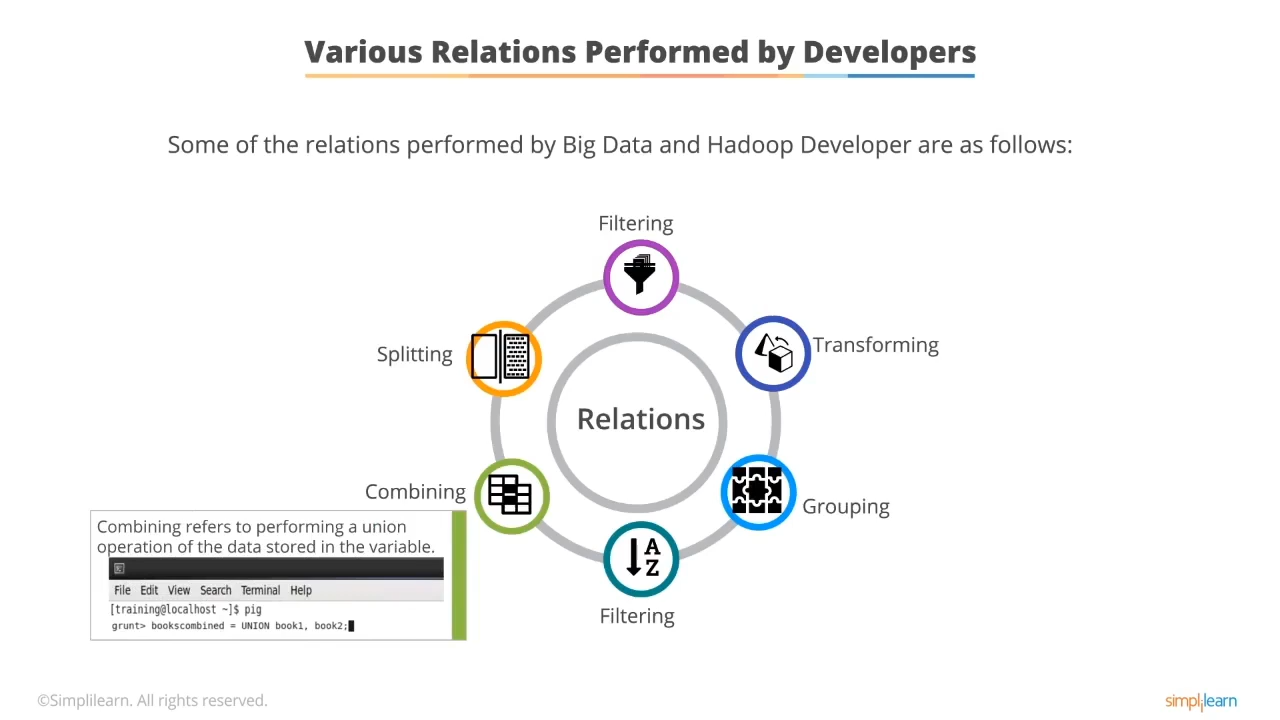 Various Relations Performed by Developers
Some of the relations performed by Big Data and Hadoop Developer are as follows:
Filtering
Transforming
Splitting
Relations
Combining
Grouping
Combining refers to performing a union
operation of the data stored in the variable.
File Edit View Search Terminal Help
[training@localhost ~]$ pig
grunt> bookscombined = UNION book1, book2;
A
Z
Filtering
©Simplilearn. All rights reserved.
simplilearn